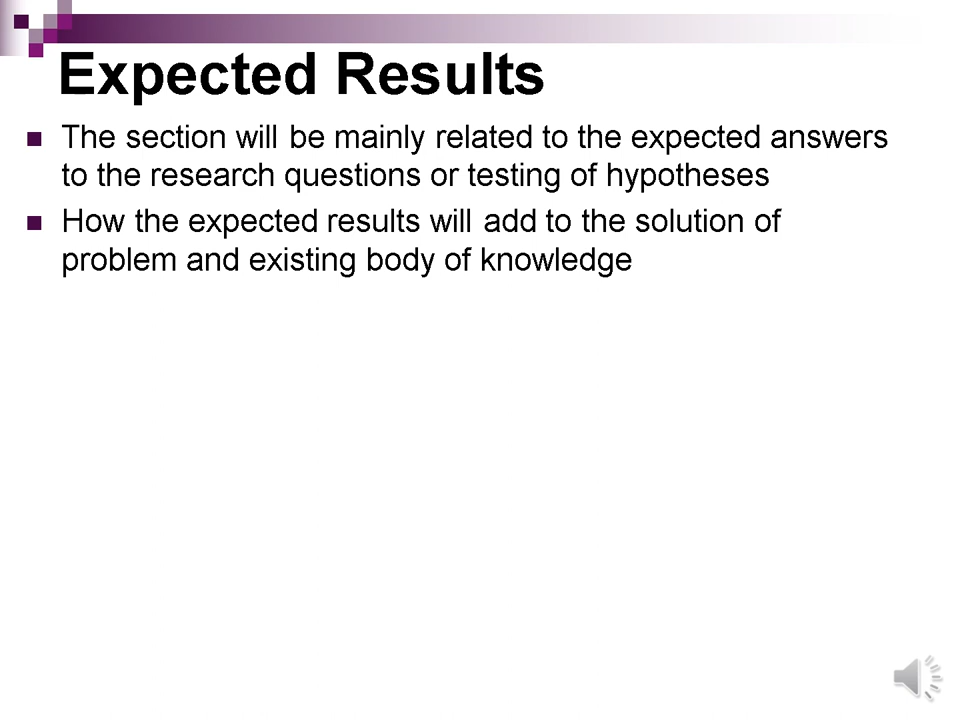 Expected Results
The section will be mainly related to the expected answers
to the research questions or testing of hypotheses
How the expected results will add to the solution of
problem and existing body of knowledge